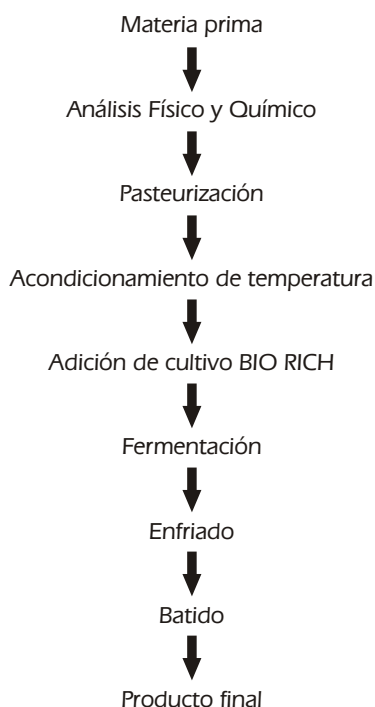 Materia prima
Análisis Físico y Químico
Pasteurización
Acondicionamiento de temperatura
Adición de cultivo BIO RICH
Fermentación
Enfriado
Batido
Producto final